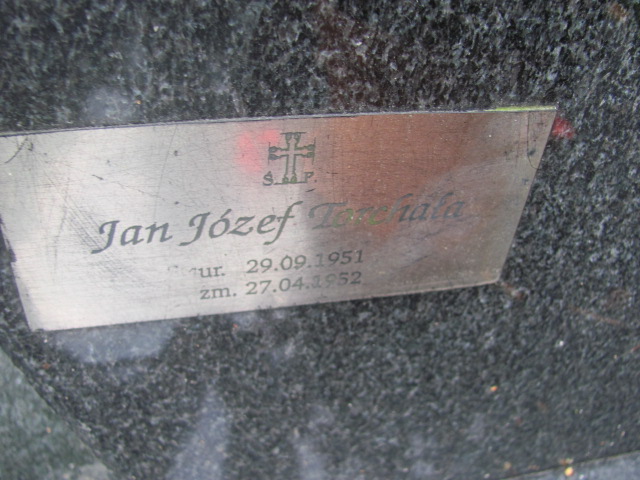 Ś. P.
Jan Józef Torchała
ur. 29.09.1951
zm. 27.04.1952